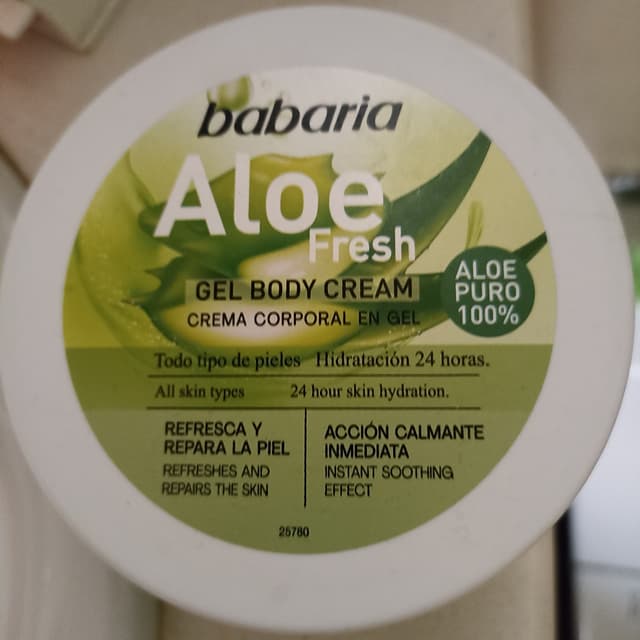 babaria
Aloe
Fresh
GEL BODY CREAM
CREMA CORPORAL EN GEL
ALOE
PURO
100%
Todo tipo de pieles Hidratación 24 horas.
All skin types 24 hour skin hydration.
REFRESCA Y
REPARA LA PIEL
REFRESHES AND
REPAIRS THE SKIN
ACCIÓN CALMANTE
INMEDIATA
INSTANT SOOTHING
EFFECT
25780